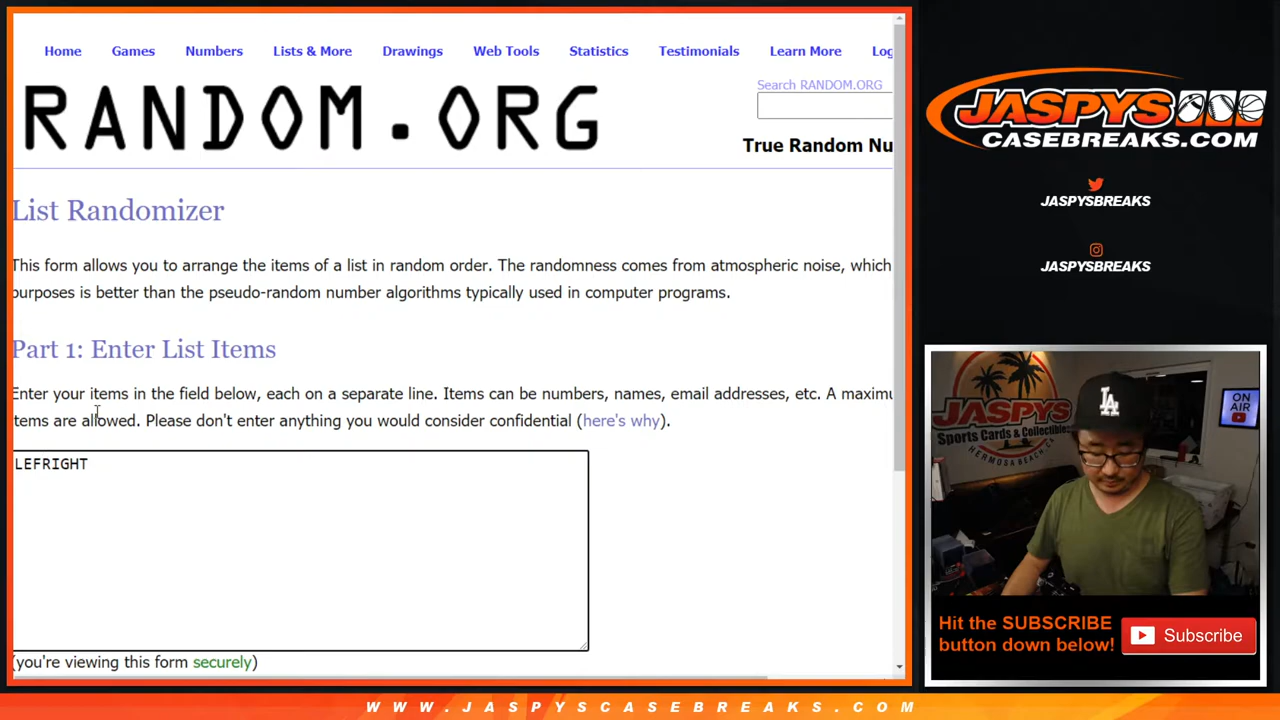 Home Games Numbers Lists & More Drawings Web Tools Statistics Testimonials Learn More Log
RANDOM.ORG
Search RANDOM.ORG
True Random Nu
List Randomizer
This form allows you to arrange the items of a list in random order. The randomness comes from atmospheric noise, which
purposes is better than the pseudo-random number algorithms typically used in computer programs.
Part 1: Enter List Items
Enter your items in the field below, each on a separate line. Items can be numbers, names, email addresses, etc. A maximu
items are allowed. Please don't enter anything you would consider confidential (here's why).
LEFRIGHT
(you're viewing this form securely)
JASPYS
CASEBREAKS.COM
JASPYSBREAKS
JASPYSBREAKS
JASPYS
Sports Cards & Collectibles
HERMOSA BEACH, CA
LA
ON AIR
Hit the SUBSCRIBE
button down below!
Subscribe
WWW.JASPYSCASEBREAKS.COM